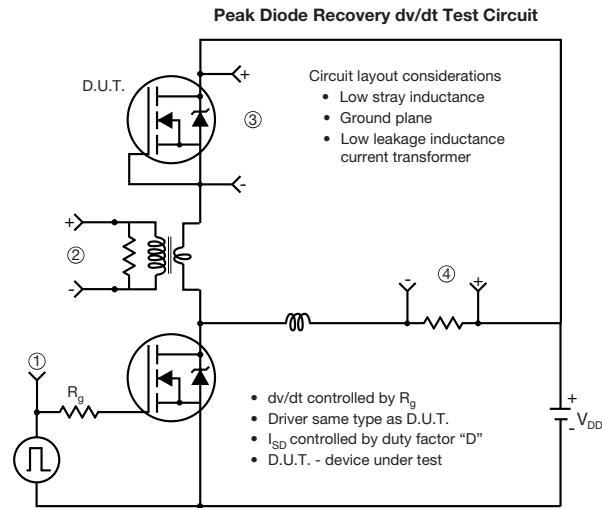 Peak Diode Recovery dv/dt Test Circuit
D.U.T.
+
-
③
Circuit layout considerations
• Low stray inductance
• Ground plane
• Low leakage inductance
current transformer
+
②
-
-
④
+
①
Rg
• dv/dt controlled by Rg
• Driver same type as D.U.T.
• ISD controlled by duty factor “D”
• D.U.T. - device under test
+
-
VDD